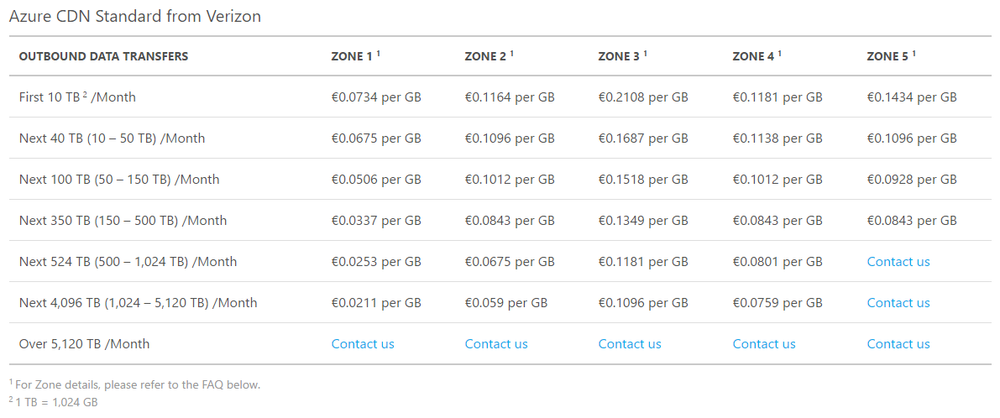 Azure CDN Standard from Verizon
OUTBOUND DATA TRANSFERS ZONE 1 ¹ ZONE 2 ¹ ZONE 3 ¹ ZONE 4 ¹ ZONE 5 ¹
First 10 TB ² /Month €0.0734 per GB €0.1164 per GB €0.2108 per GB €0.1181 per GB €0.1434 per GB
Next 40 TB (10 – 50 TB) /Month €0.0675 per GB €0.1096 per GB €0.1687 per GB €0.1138 per GB €0.1096 per GB
Next 100 TB (50 – 150 TB) /Month €0.0506 per GB €0.1012 per GB €0.1518 per GB €0.1012 per GB €0.0928 per GB
Next 350 TB (150 – 500 TB) /Month €0.0337 per GB €0.0843 per GB €0.1349 per GB €0.0843 per GB €0.0843 per GB
Next 524 TB (500 – 1,024 TB) /Month €0.0253 per GB €0.0675 per GB €0.1181 per GB €0.0801 per GB Contact us
Next 4,096 TB (1,024 – 5,120 TB) /Month €0.0211 per GB €0.059 per GB €0.1096 per GB €0.0759 per GB Contact us
Over 5,120 TB /Month Contact us Contact us Contact us Contact us Contact us
¹ For Zone details, please refer to the FAQ below.
² 1 TB = 1,024 GB